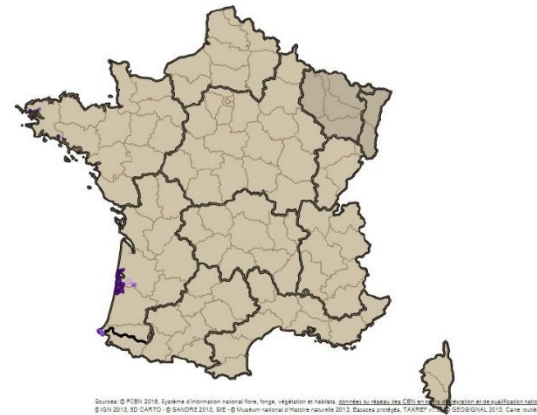 Sources: © FCBN 2016, Système d'information national flore, fonge, végétation et habitats, données du réseau des CBN en
© IGN 2013, BD CARTO - © SANDRE 2013, SIE - © Muséum national d'Histoire naturelle 2013, Espaces protégés, TAXREF GEOSIGNAL 2013, Carte